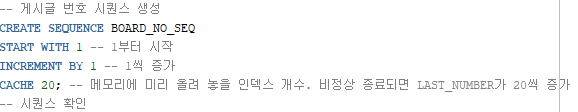 -- 게시글 번호 시퀀스 생성
CREATE SEQUENCE BOARD_NO_SEQ
START WITH 1 -- 1부터 시작
INCREMENT BY 1 -- 1씩 증가
CACHE 20; -- 메모리에 미리 올려 놓을 인덱스 개수. 비정상 종료되면 LAST_NUMBER가 20씩 증가
-- 시퀀스 확인